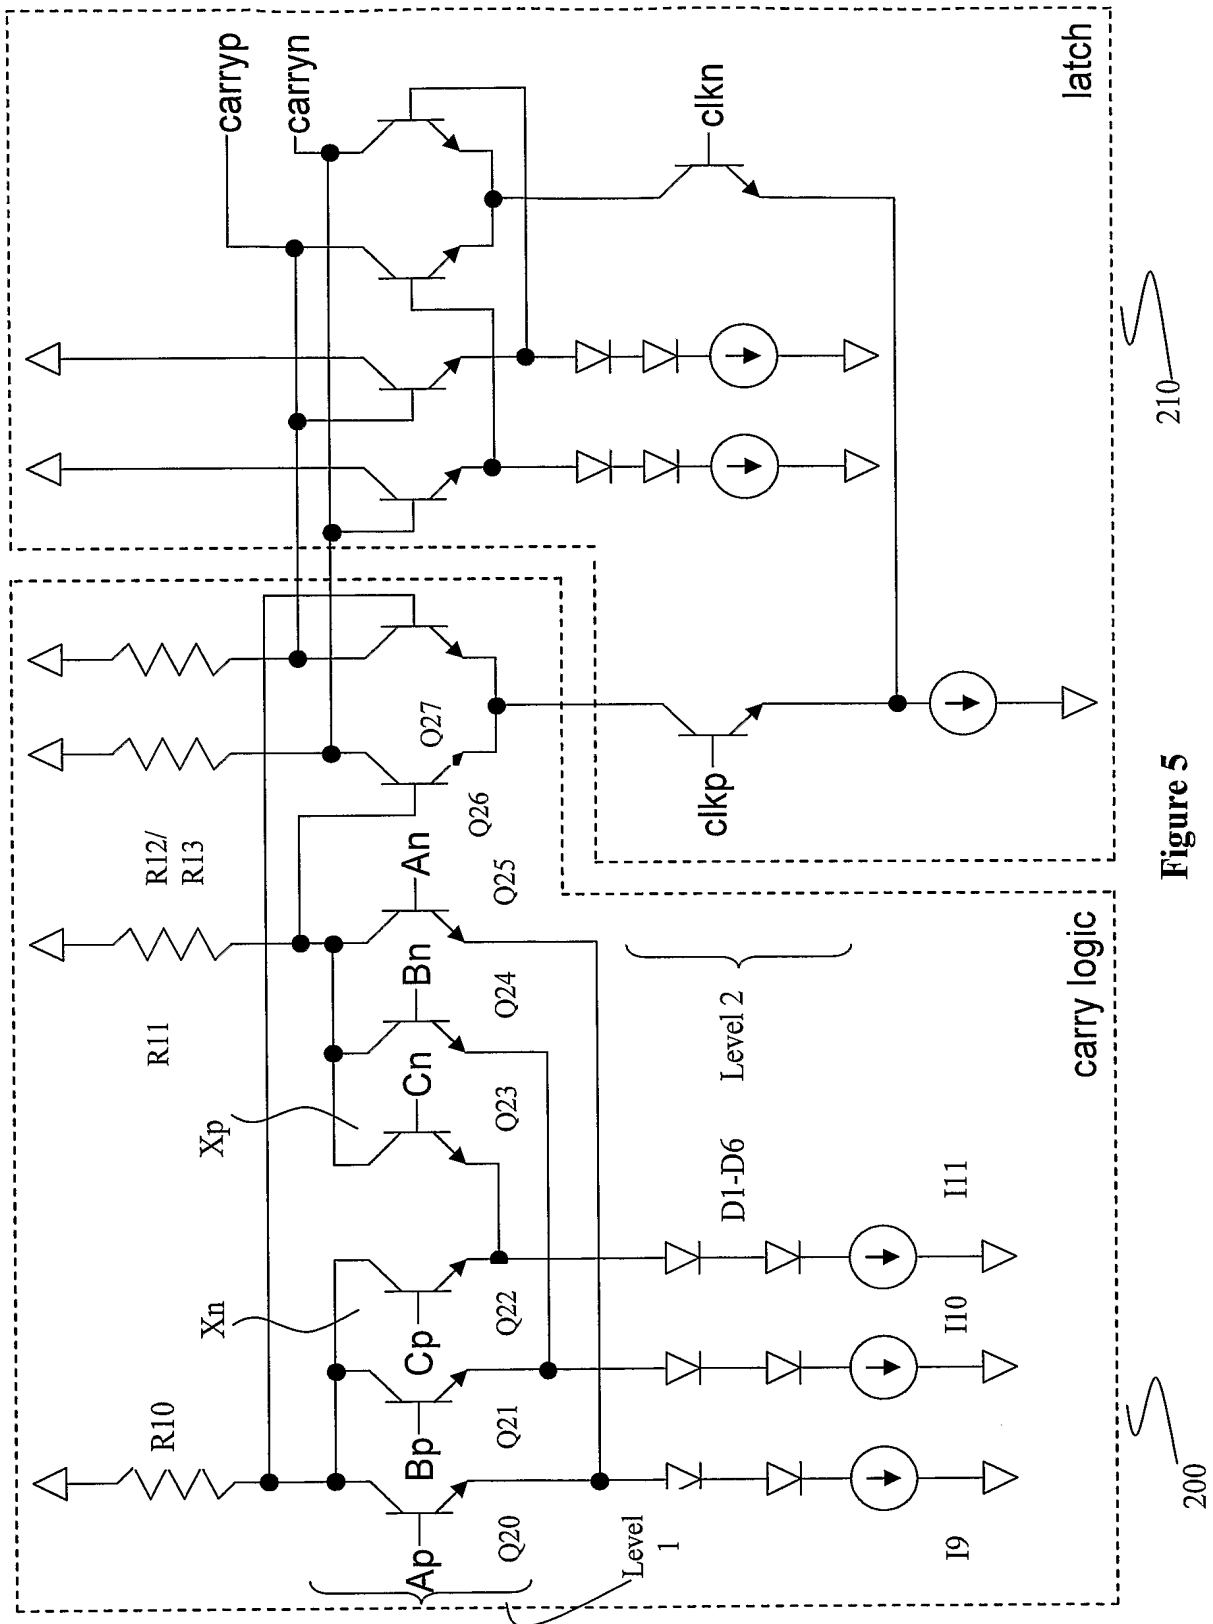 carryp
carryn
clkn
latch
210
R12/
R13
Q27
Q26
clkp
Figure 5
R11
An
Q25
Bn
Q24
Cn
Q23
Xp
Level 2
carry logic
D1-D6
Xn
Cp
Q22
I11
R10
Bp
Q21
I10
Ap
Q20
Level
1
I9
200